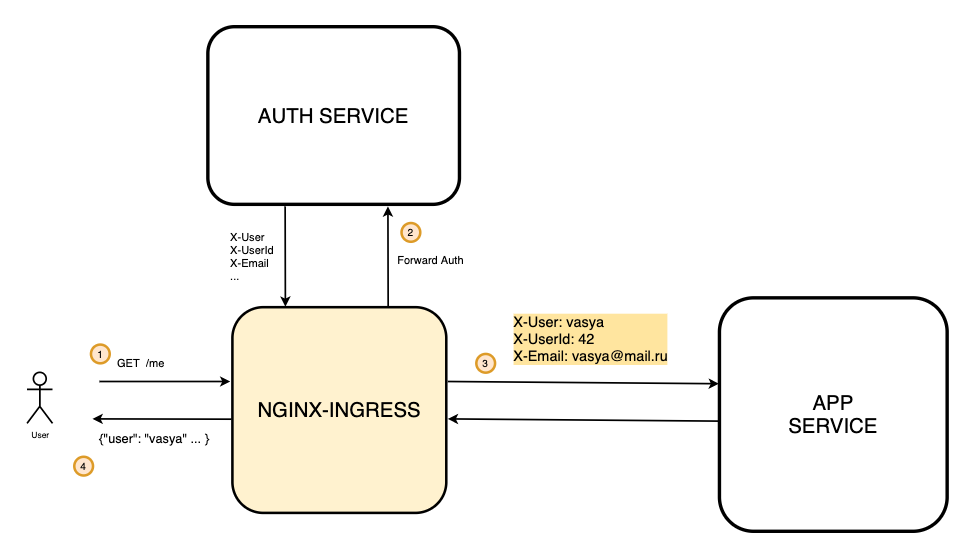 AUTH SERVICE
X-User
X-UserId
X-Email
...
2
Forward Auth
X-User: vasya
X-UserId: 42
X-Email: vasya@mail.ru
1
GET /me
3
User
NGINX-INGRESS
APP
SERVICE
{"user": "vasya" ... }
4